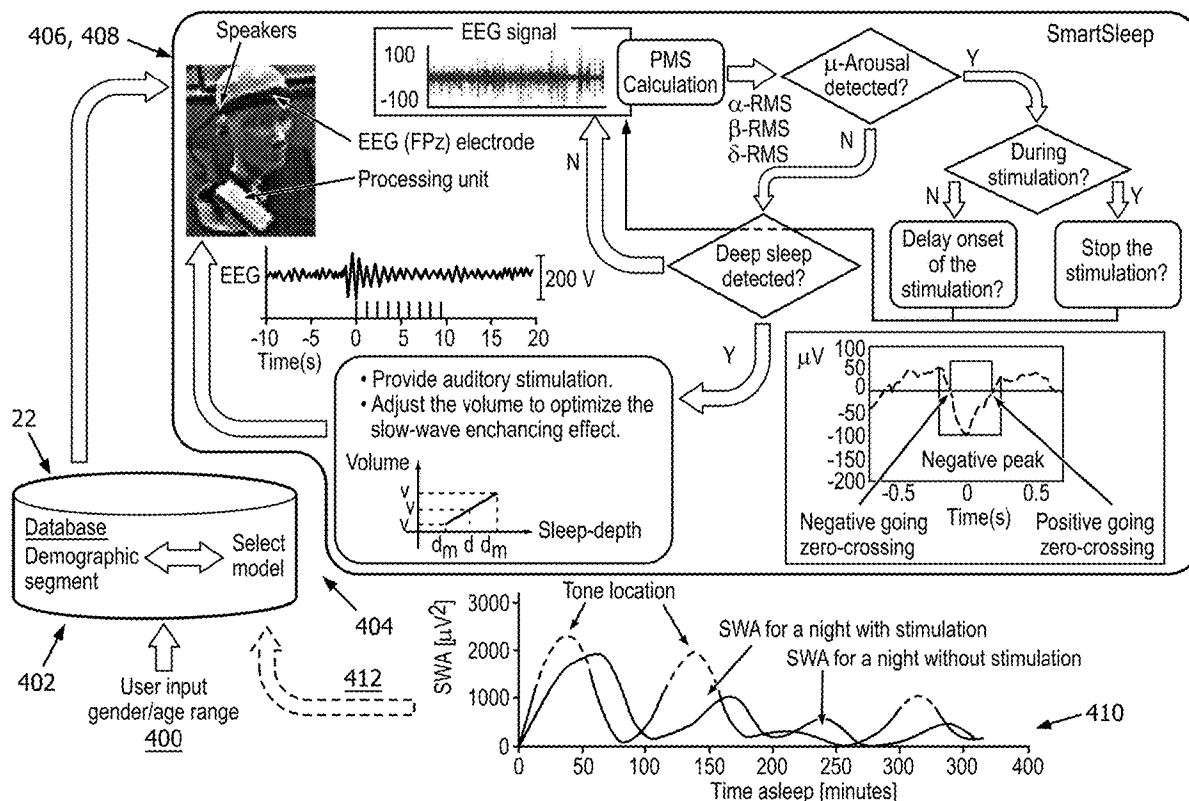 406, 408
Speakers
EEG (FPz) electrode
Processing unit
EEG signal
100
-100
PMS
Calculation
α-RMS
β-RMS
δ-RMS
μ-Arousal
detected?
Y
N
SmartSleep
During
stimulation?
N
Y
Delay onset
of the
stimulation?
Stop the
stimulation?
Deep sleep
detected?
N
Y
EEG
200 V
-10
-5
0
5
10
15
20
Time(s)
• Provide auditory stimulation.
• Adjust the volume to optimize the
slow-wave enchancing effect.
Volume
v
v
v
dm d dm
Sleep-depth
μV
100
50
0
-50
-100
-150
-200
Negative peak
-0.5
0
0.5
Time(s)
Negative going
zero-crossing
Positive going
zero-crossing
22
Database
Demographic
segment
Select
model
402
404
User input
gender/age range
400
412
Tone location
SWA for a night with stimulation
SWA for a night without stimulation
SWA [μV²]
3000
2000
1000
0
0
50
100
150
200
250
300
350
400
Time asleep [minutes]
410